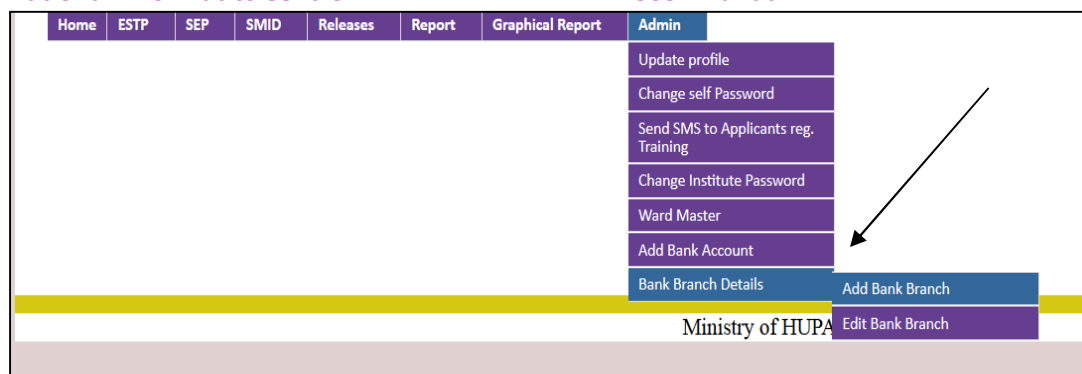 Home ESTP SEP SMID Releases Report Graphical Report Admin
Update profile
Change self Password
Send SMS to Applicants reg.
Training
Change Institute Password
Ward Master
Add Bank Account
Bank Branch Details
Add Bank Branch
Edit Bank Branch
Ministry of HUPA